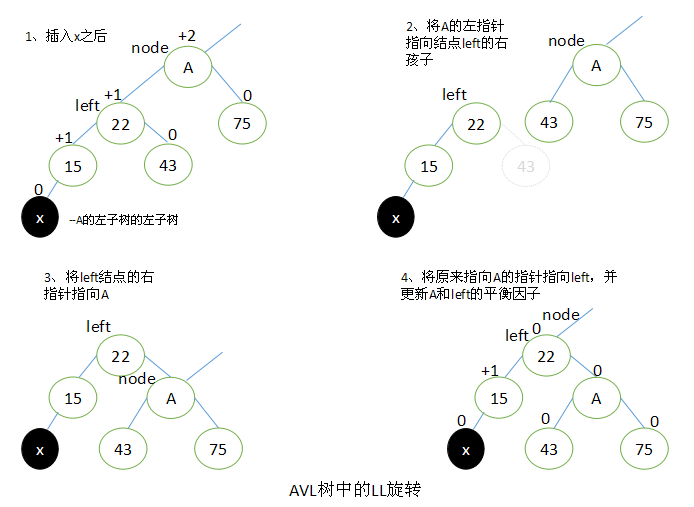 1、插入x之后
node
+2
A
+1
left
0
22
75
+1
0
15
43
0
x
--A的左子树的左子树
2、将A的左指针
指向结点left的右
孩子
node
A
left
22
43
75
15
43
x
3、将left结点的右
指针指向A
left
22
node
15
A
x
43
75
4、将原来指向A的指针指向left，并
更新A和left的平衡因子
node
left
0
22
+1
0
15
A
0
0
0
x
43
75
AVL树中的LL旋转